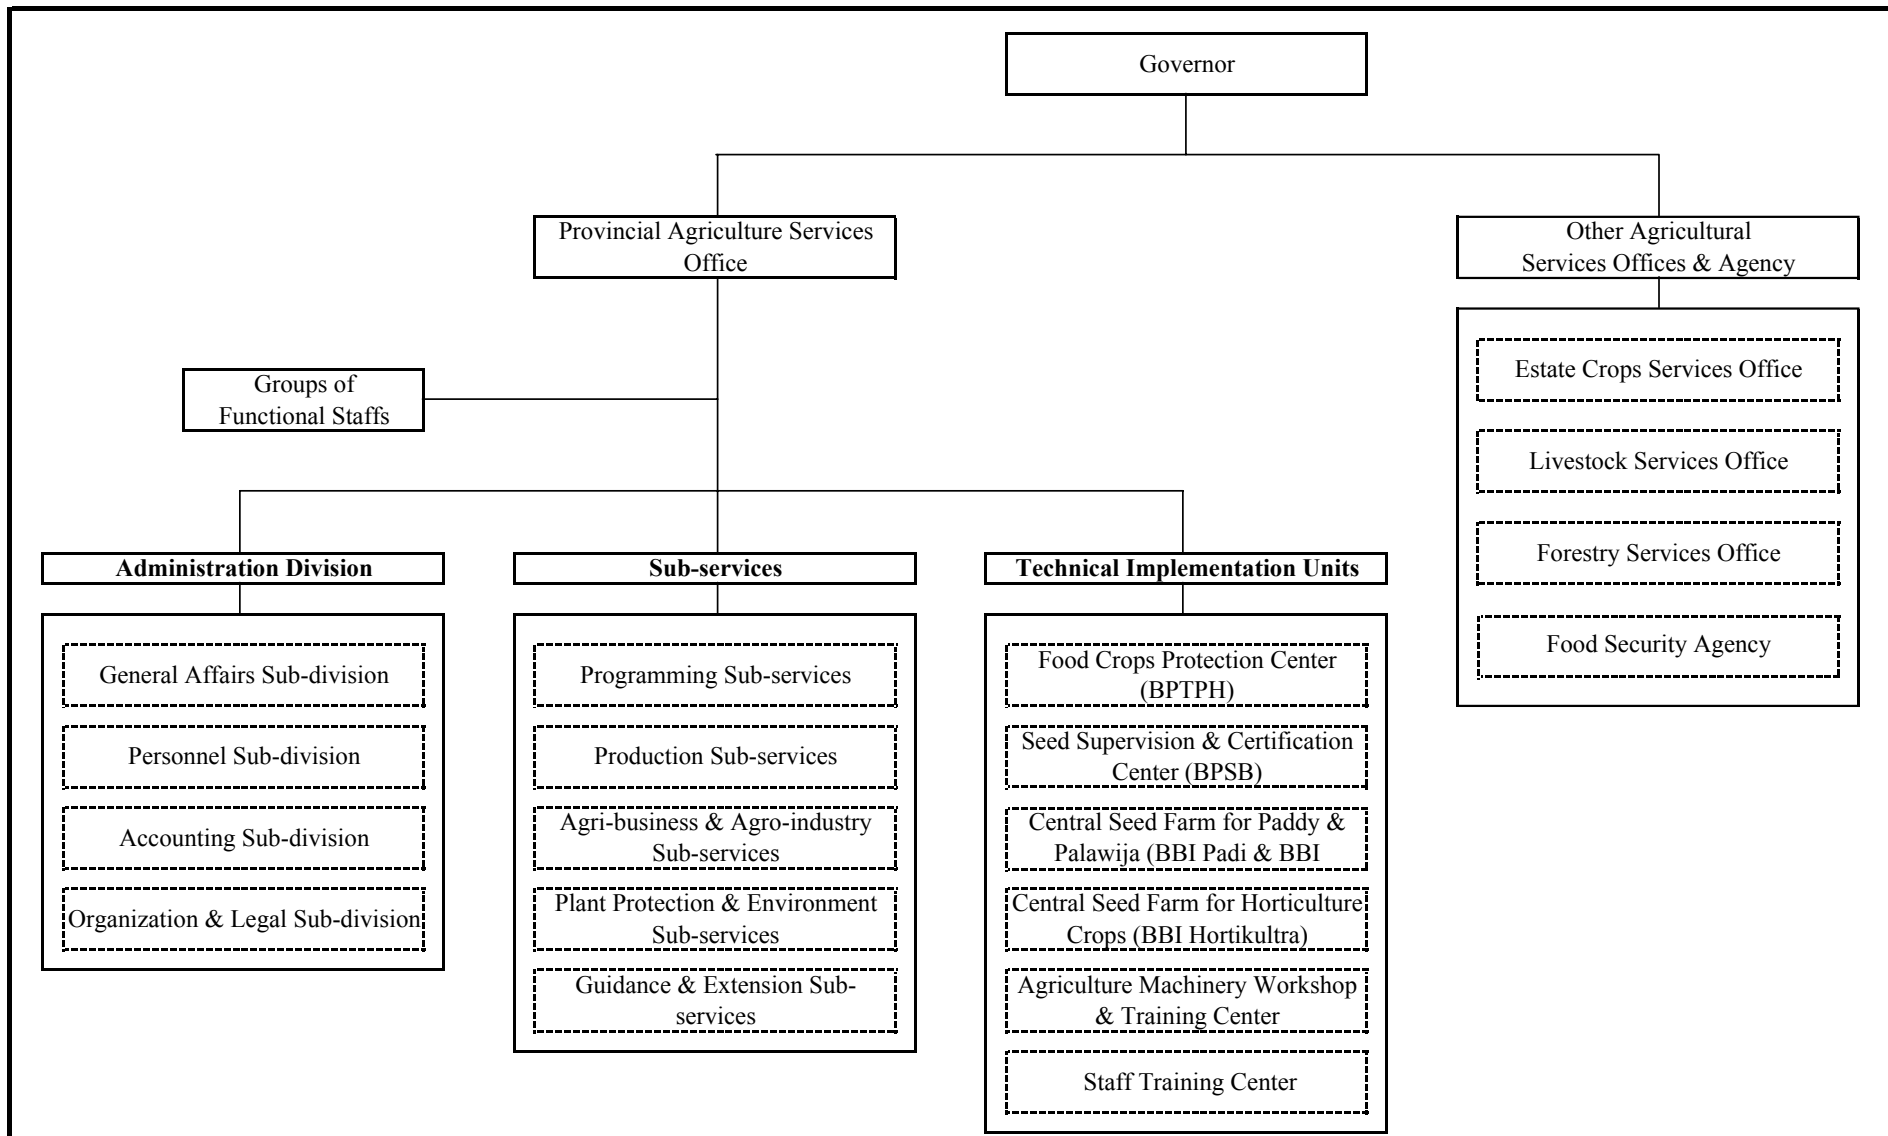 Governor
Provincial Agriculture Services
Office
Other Agricultural
Services Offices & Agency
Groups of
Functional Staffs
Estate Crops Services Office
Livestock Services Office
Forestry Services Office
Food Security Agency
Administration Division
General Affairs Sub-division
Personnel Sub-division
Accounting Sub-division
Organization & Legal Sub-division
Sub-services
Programming Sub-services
Production Sub-services
Agri-business & Agro-industry
Sub-services
Plant Protection & Environment
Sub-services
Guidance & Extension Sub-
services
Technical Implementation Units
Food Crops Protection Center
(BPTPH)
Seed Supervision & Certification
Center (BPSB)
Central Seed Farm for Paddy &
Palawija (BBI Padi & BBI
Central Seed Farm for Horticulture
Crops (BBI Hortikultra)
Agriculture Machinery Workshop
& Training Center
Staff Training Center